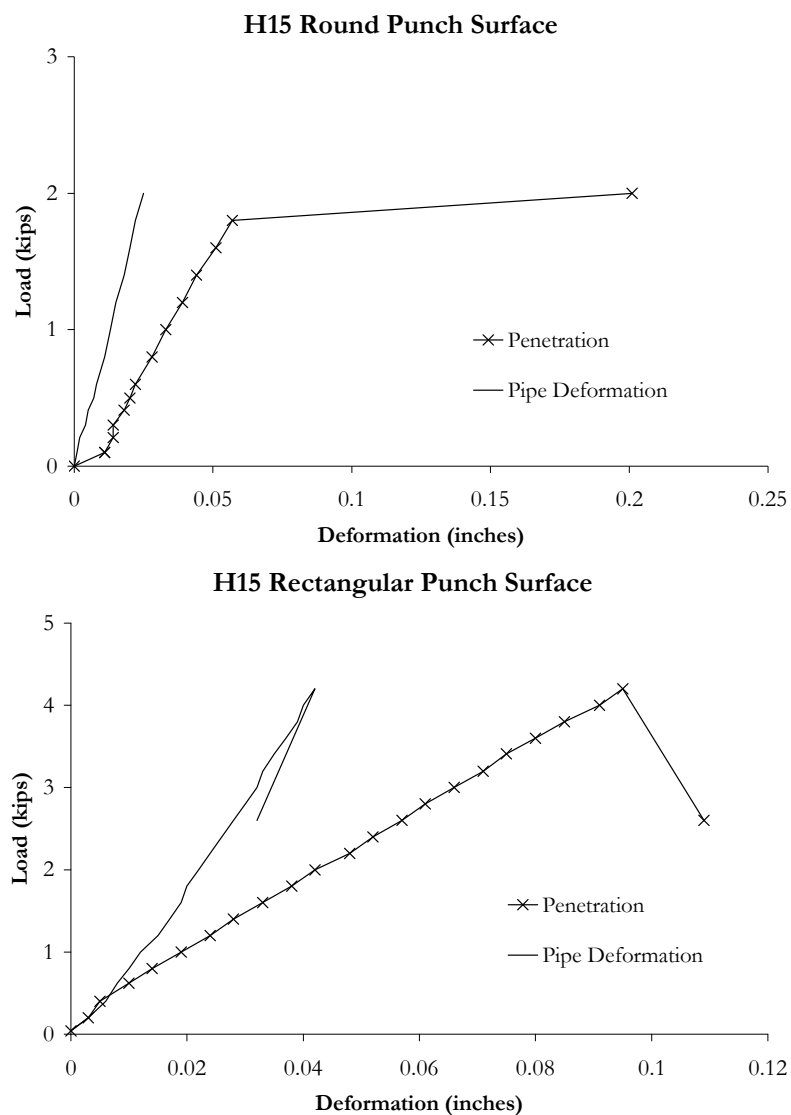 H15 Round Punch Surface
3
2
1
0
Load (kips)
Penetration
Pipe Deformation
0 0.05 0.1 0.15 0.2 0.25
Deformation (inches)
H15 Rectangular Punch Surface
5
4
3
2
1
0
Load (kips)
Penetration
Pipe Deformation
0 0.02 0.04 0.06 0.08 0.1 0.12
Deformation (inches)